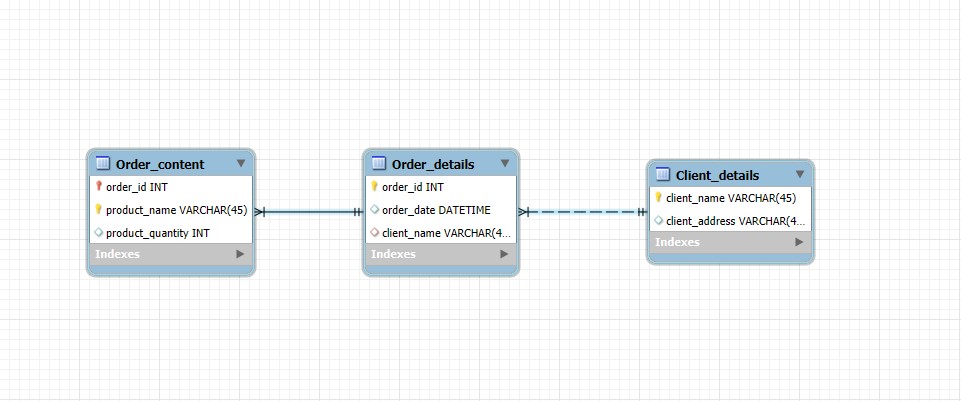 Order_content
order_id INT
product_name VARCHAR(45)
product_quantity INT
Indexes
Order_details
order_id INT
order_date DATETIME
client_name VARCHAR(4...
Indexes
Client_details
client_name VARCHAR(45)
client_address VARCHAR(4...
Indexes